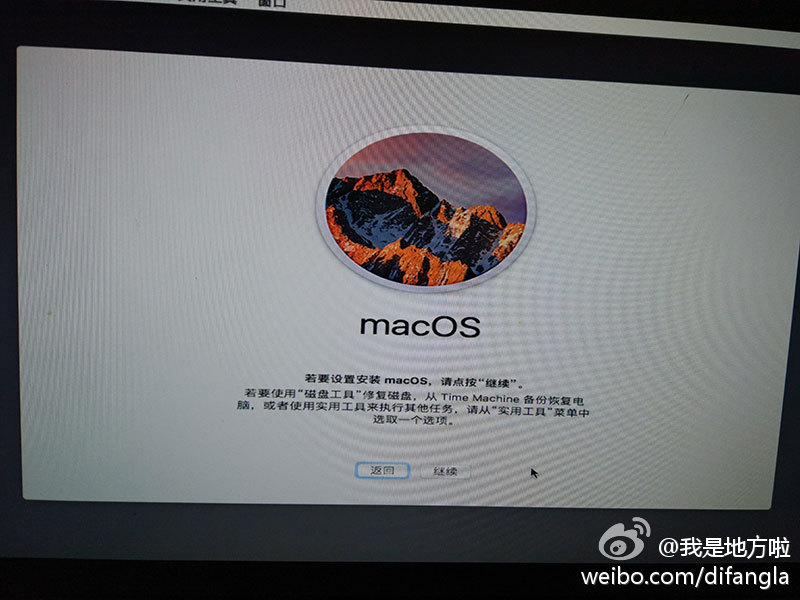 实用工具 窗口
macOS
若要设置安装 macOS，请点按“继续”。
若要使用“磁盘工具”修复磁盘，从 Time Machine 备份恢复电
脑，或者使用实用工具来执行其他任务，请从“实用工具”菜单中
选取一个选项。
返回 继续
@我是地方啦
weibo.com/difangla